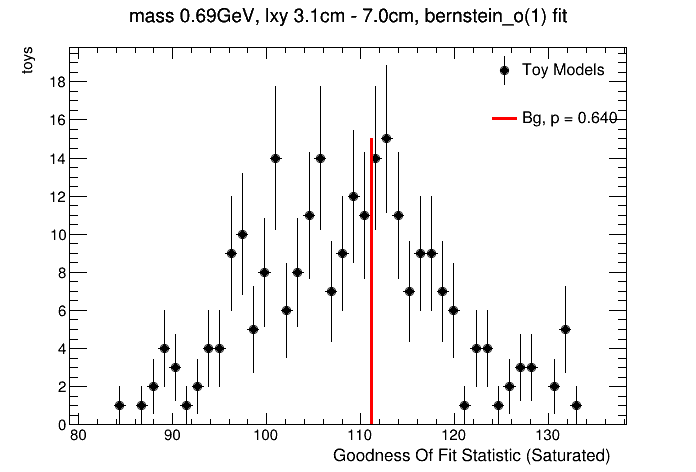 mass 0.69GeV, lxy 3.1cm - 7.0cm, bernstein_o(1) fit
toys
Toy Models
Bg, p = 0.640
18
16
14
12
10
8
6
4
2
0
80 90 100 110 120 130
Goodness Of Fit Statistic (Saturated)